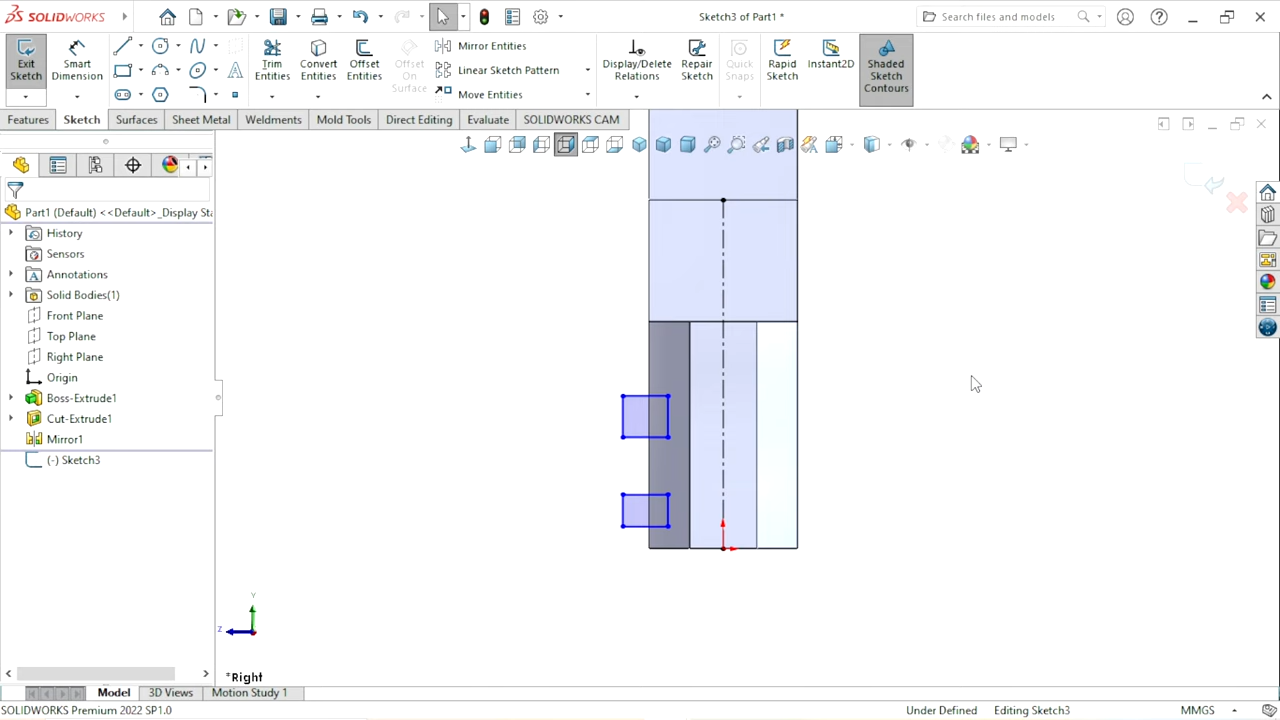 SOLIDWORKS
Sketch3 of Part1 *
Search files and models
Exit Sketch
Smart Dimension
Trim Entities
Convert Entities
Offset Entities
Offset On Surface
Mirror Entities
Linear Sketch Pattern
Move Entities
Display/Delete Relations
Repair Sketch
Quick Snaps
Rapid Sketch
Instant2D
Shaded Sketch Contours
Features
Sketch
Surfaces
Sheet Metal
Weldments
Mold Tools
Direct Editing
Evaluate
SOLIDWORKS CAM
Part1 (Default) <<Default>_Display Sta
History
Sensors
Annotations
Solid Bodies(1)
Front Plane
Top Plane
Right Plane
Origin
Boss-Extrude1
Cut-Extrude1
Mirror1
(-) Sketch3
Y
Z
*Right
Model
3D Views
Motion Study 1
SOLIDWORKS Premium 2022 SP1.0
Under Defined
Editing Sketch3
MMGS